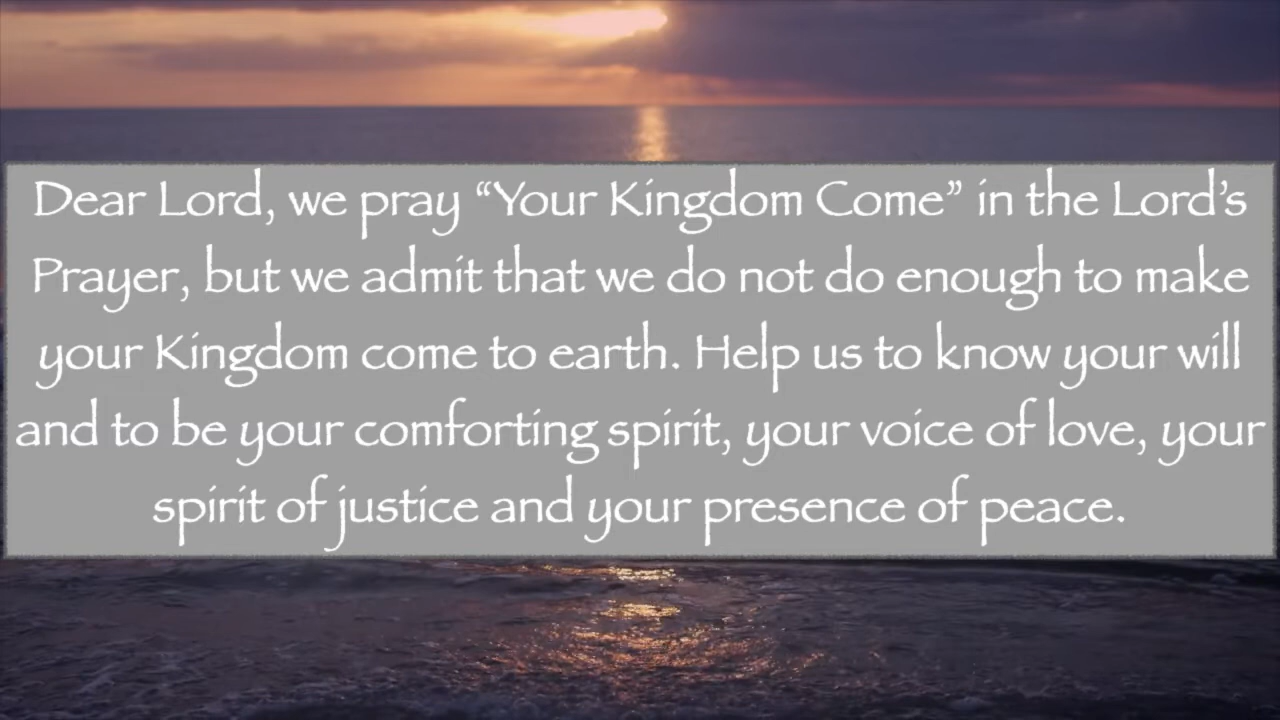 Dear Lord, we pray “Your Kingdom Come” in the Lord’s
Prayer, but we admit that we do not do enough to make
your Kingdom come to earth. Help us to know your will
and to be your comforting spirit, your voice of love, your
spirit of justice and your presence of peace.